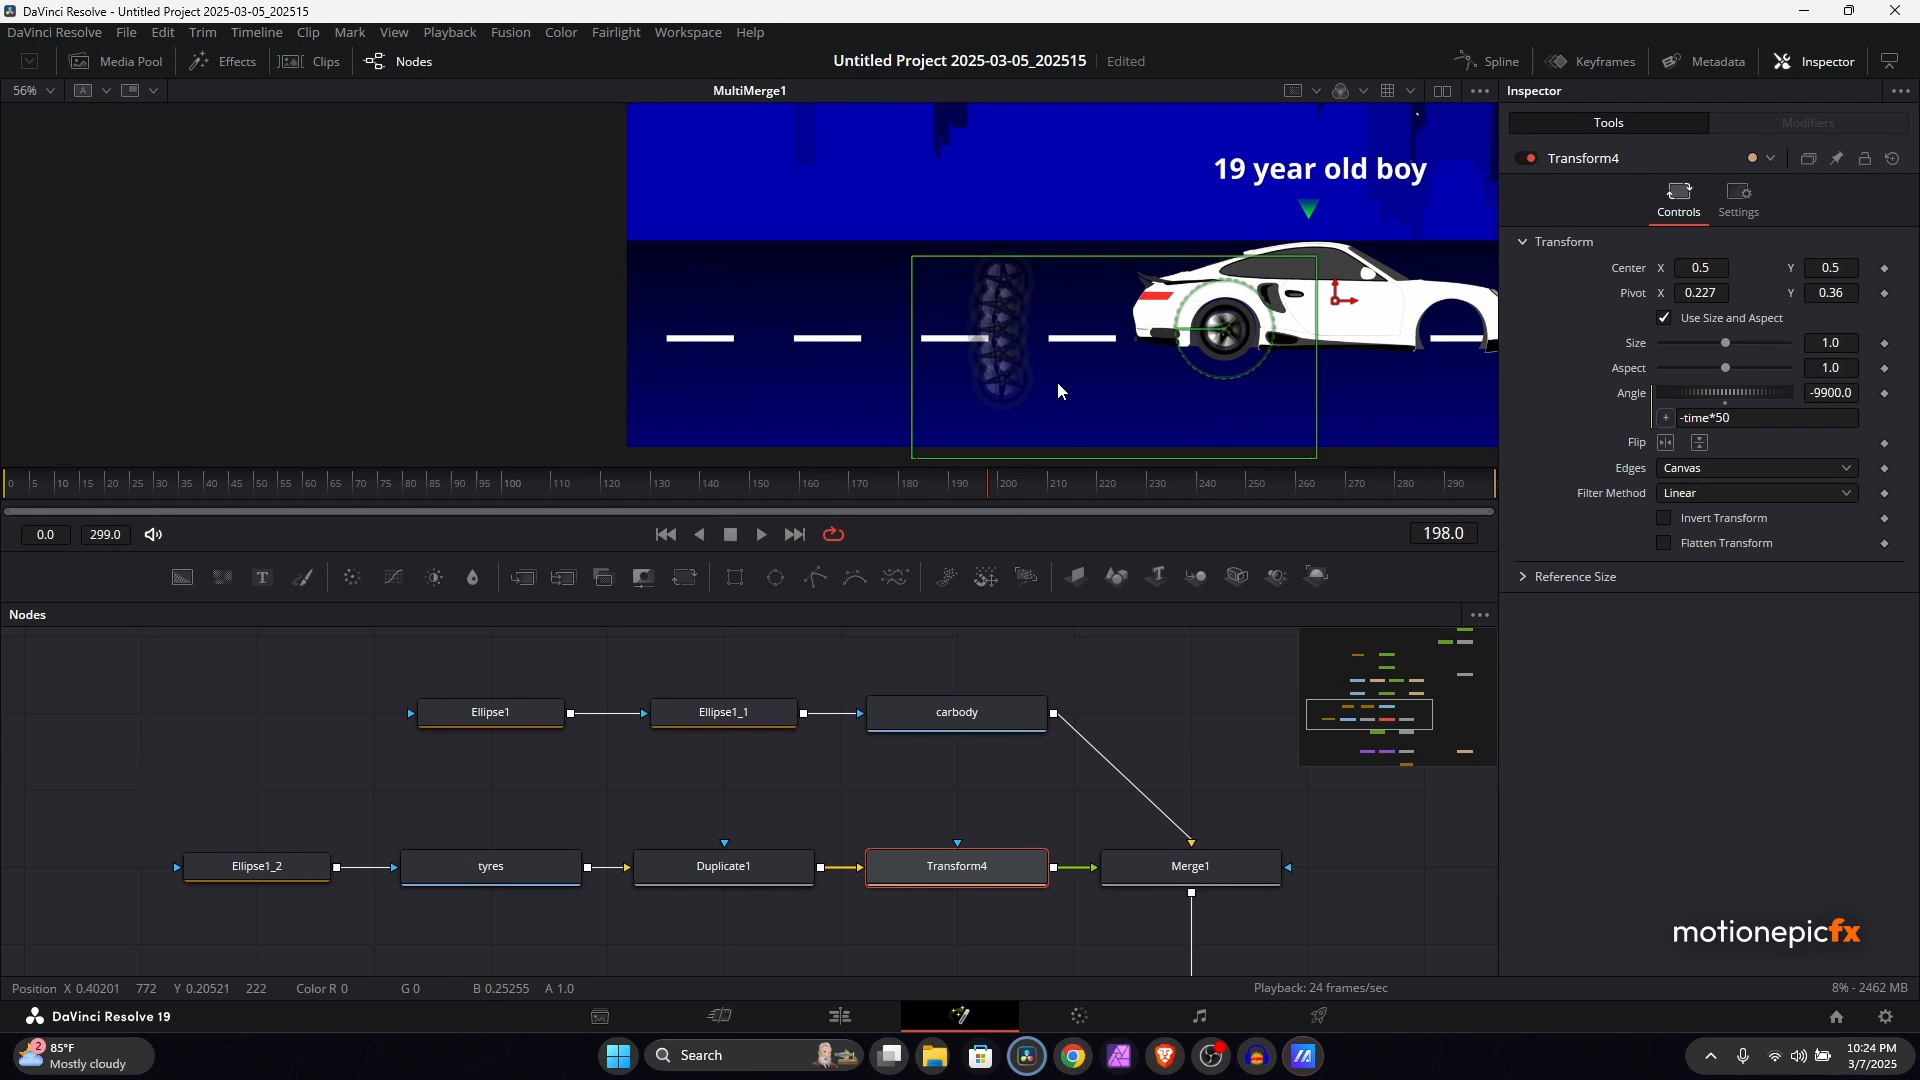 DaVinci Resolve - Untitled Project 2025-03-05_202515
DaVinci Resolve File Edit Trim Timeline Clip Mark View Playback Fusion Color Fairlight Workspace Help
Media Pool Effects Clips Nodes
Untitled Project 2025-03-05_202515 Edited
Spline Keyframes Metadata Inspector
56% A MultiMerge1
Inspector
Tools Modifiers
Transform4
Controls Settings
Transform
Center X 0.5 Y 0.5
Pivot X 0.227 Y 0.36
Use Size and Aspect
Size 1.0
Aspect 1.0
Angle -9900.0
+ -time*50
Flip
Edges Canvas
Filter Method Linear
Invert Transform
Flatten Transform
Reference Size
19 year old boy
0 5 10 15 20 25 30 35 40 45 50 55 60 65 70 75 80 85 90 95 100 110 120 130 140 150 160 170 180 190 200 210 220 230 240 250 260 270 280 290
0.0 299.0 198.0
T
Nodes
Ellipse1 Ellipse1_1 carbody
Ellipse1_2 tyres Duplicate1 Transform4 Merge1
motionepicfx
Position X 0.40201 772 Y 0.20521 222 Color R 0 G 0 B 0.25255 A 1.0 Playback: 24 frames/sec 8% - 2462 MB
DaVinci Resolve 19
2
85°F
Mostly cloudy
Search
10:24 PM
3/7/2025